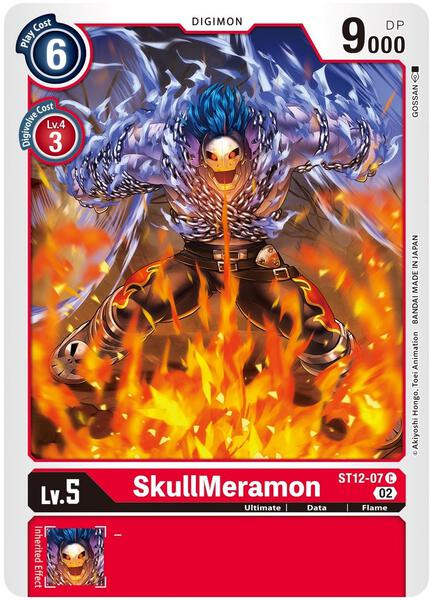 DIGIMON
Play Cost
6
DP
9000
Digivolve Cost
Lv.4
3
GOSSAN
© Akiyoshi Hongo, Toei Animation BANDAI MADE IN JAPAN
Lv.5
SkullMeramon
ST12-07 C
02
Ultimate | Data | Flame
Inherited Effect
-